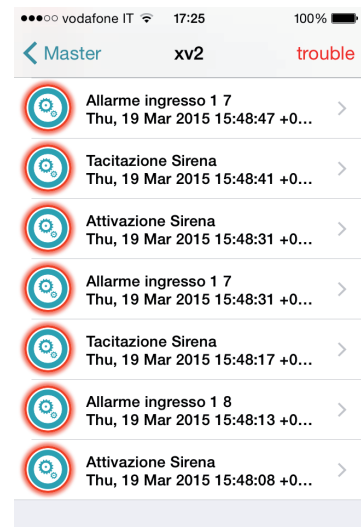 vodafone IT 17:25 100%
Master xv2 trouble
Allarme ingresso 1 7
Thu, 19 Mar 2015 15:48:47 +0...
Tacitazione Sirena
Thu, 19 Mar 2015 15:48:41 +0...
Attivazione Sirena
Thu, 19 Mar 2015 15:48:31 +0...
Allarme ingresso 1 7
Thu, 19 Mar 2015 15:48:31 +0...
Tacitazione Sirena
Thu, 19 Mar 2015 15:48:17 +0...
Allarme ingresso 1 8
Thu, 19 Mar 2015 15:48:13 +0...
Attivazione Sirena
Thu, 19 Mar 2015 15:48:08 +0...